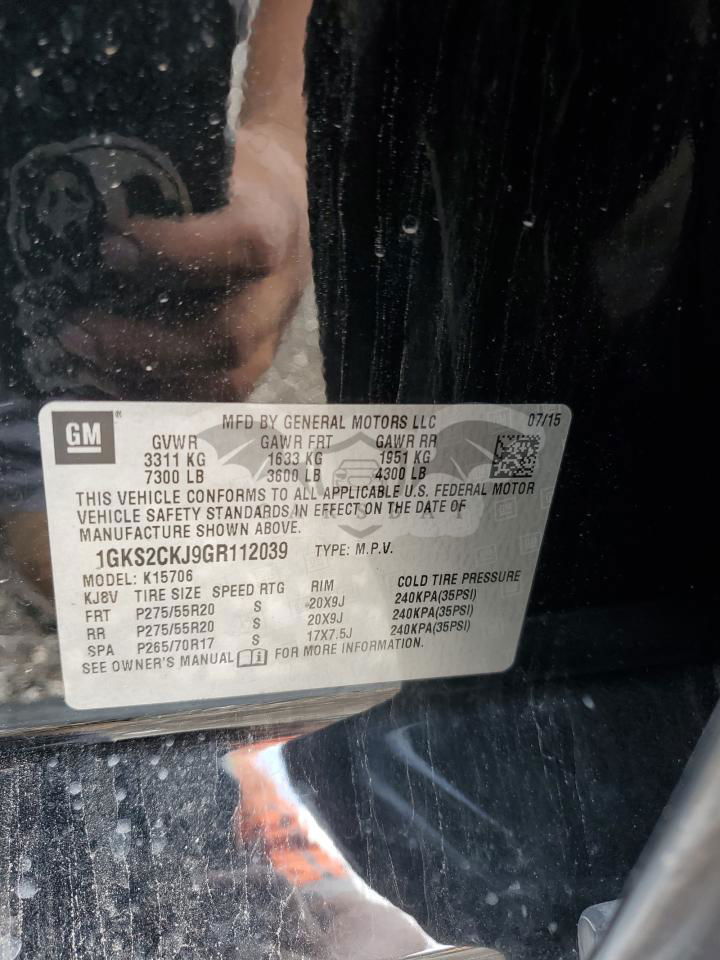 GM ® MFD BY GENERAL MOTORS LLC 07/15
GVWR GAWR FRT GAWR RR
3311 KG 1633 KG 1951 KG
7300 LB 3600 LB 4300 LB
THIS VEHICLE CONFORMS TO ALL APPLICABLE U.S. FEDERAL MOTOR
VEHICLE SAFETY STANDARDS IN EFFECT ON THE DATE OF
MANUFACTURE SHOWN ABOVE.
1GKS2CKJ9GR112039 TYPE: M.P.V.
MODEL: K15706
KJ8V TIRE SIZE SPEED RTG RIM COLD TIRE PRESSURE
FRT P275/55R20 S 20X9J 240KPA(35PSI)
RR P275/55R20 S 20X9J 240KPA(35PSI)
SPA P265/70R17 S 17X7.5J 240KPA(35PSI)
SEE OWNER'S MANUAL FOR MORE INFORMATION.